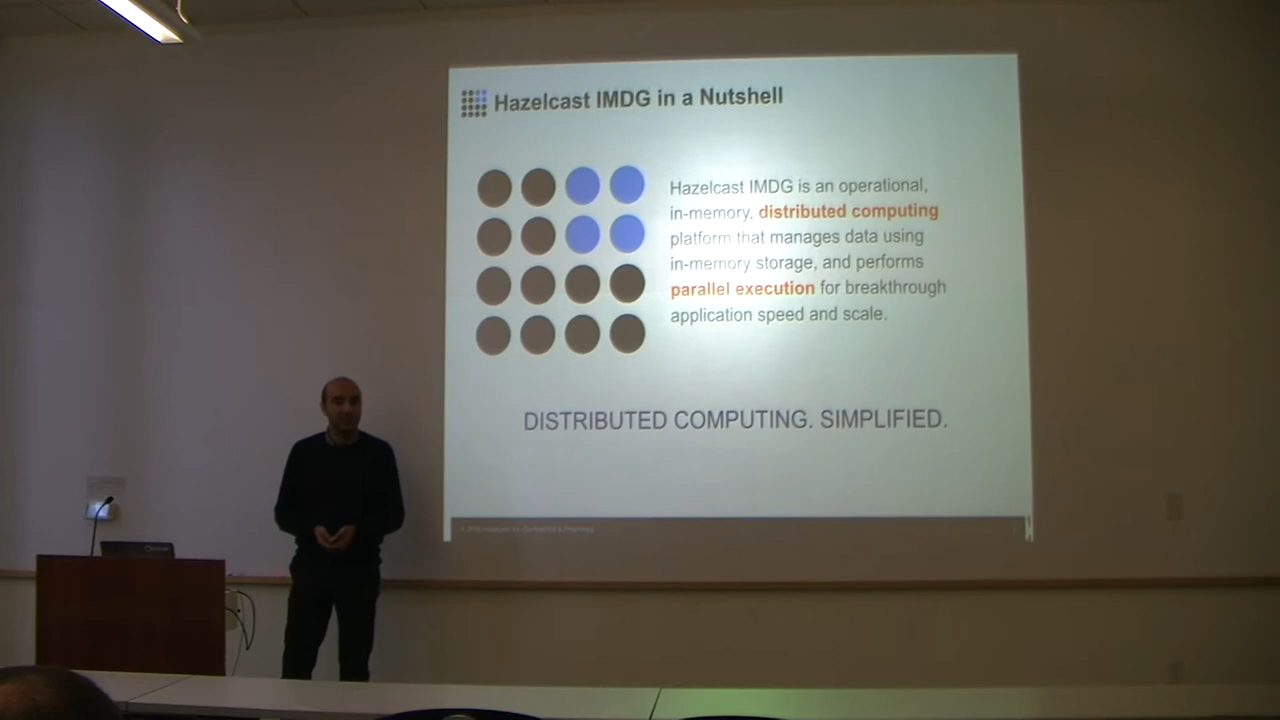 Hazelcast IMDG in a Nutshell
Hazelcast IMDG is an operational,
in-memory, distributed computing
platform that manages data using
in-memory storage, and performs
parallel execution for breakthrough
application speed and scale.
DISTRIBUTED COMPUTING. SIMPLIFIED.